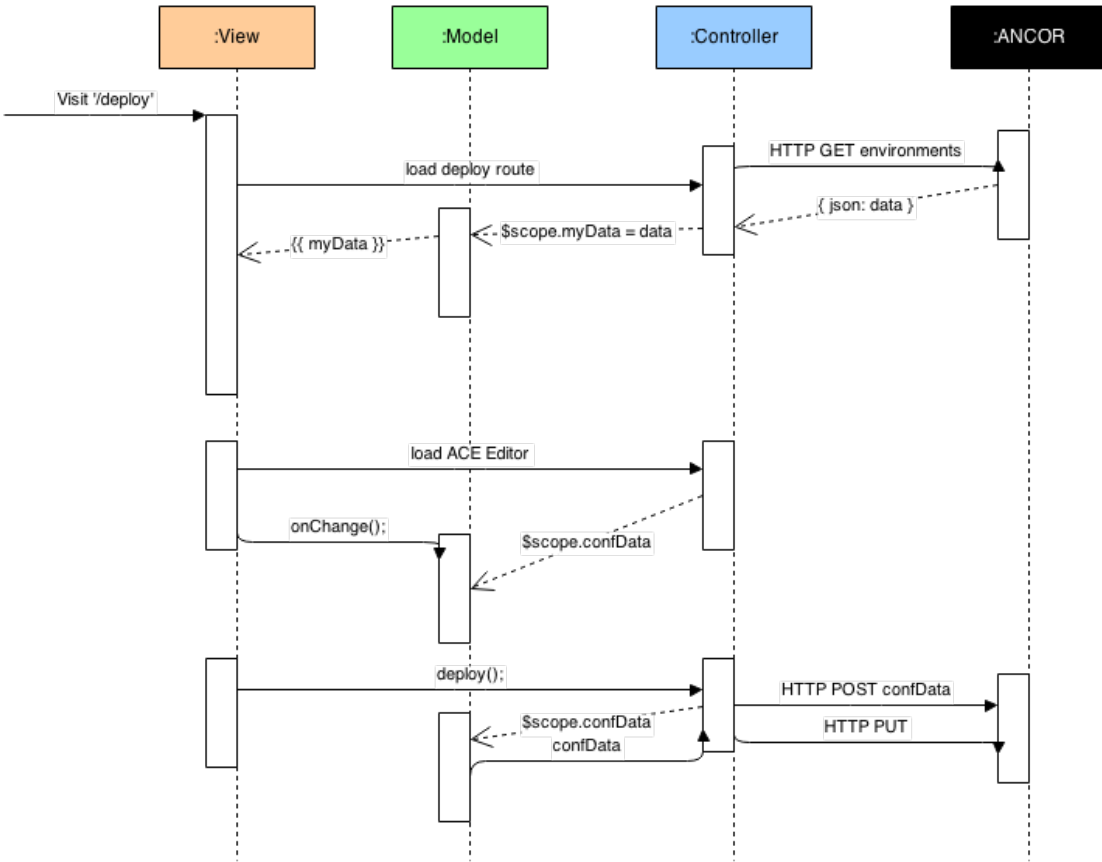 :View
:Model
:Controller
:ANCOR
Visit '/deploy'
HTTP GET environments
load deploy route
{ json: data }
$scope.myData = data
{{ myData }}
load ACE Editor
onChange();
$scope.confData
deploy();
HTTP POST confData
$scope.confData
HTTP PUT
confData